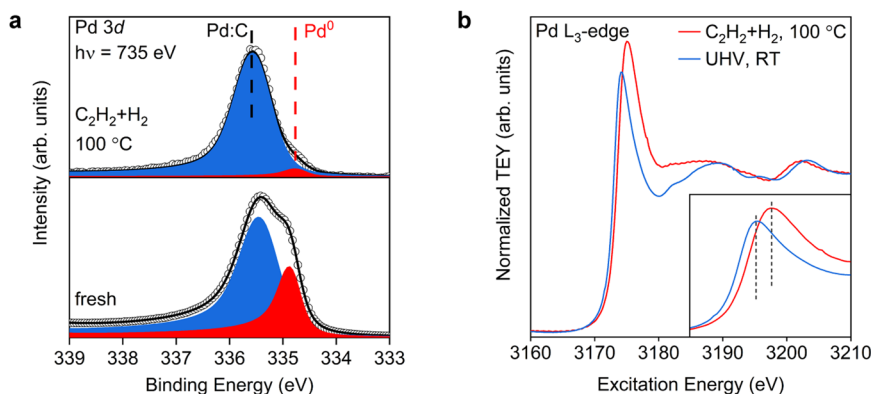 a
Pd 3d
hν = 735 eV
Pd:C
Pd⁰
C₂H₂+H₂
100 °C
fresh
Intensity (arb. units)
339 338 337 336 335 334 333
Binding Energy (eV)
b
Pd L₃-edge
C₂H₂+H₂, 100 °C
UHV, RT
Normalized TEY (arb. units)
3160 3170 3180 3190 3200 3210
Excitation Energy (eV)